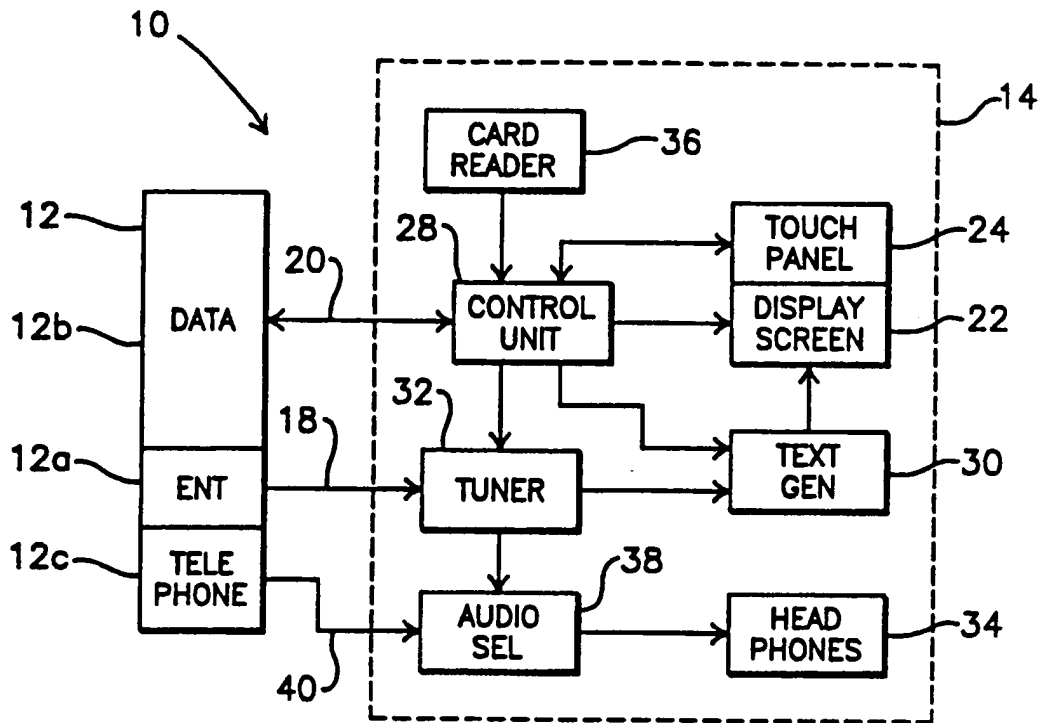 10
14
CARD
READER
36
12
28
TOUCH
PANEL
24
20
12b
DATA
CONTROL
UNIT
DISPLAY
SCREEN
22
32
18
12a
ENT
TUNER
TEXT
GEN
30
12c
TELE
PHONE
38
AUDIO
SEL
HEAD
PHONES
34
40